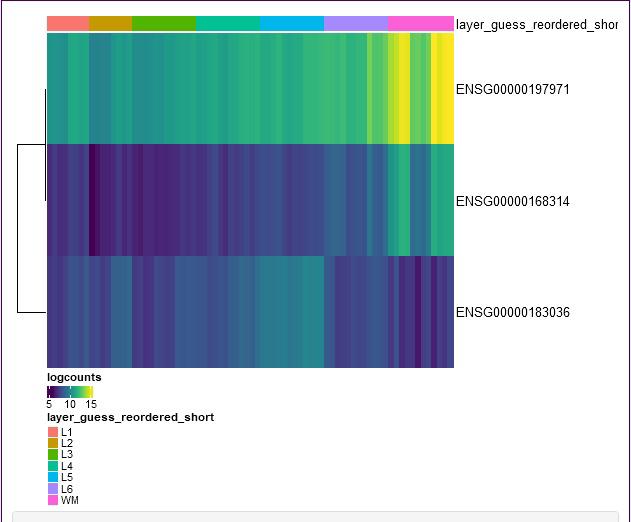 layer_guess_reordered_shor
ENSG00000197971
ENSG00000168314
ENSG00000183036
logcounts
5 10 15
layer_guess_reordered_short
L1
L2
L3
L4
L5
L6
WM